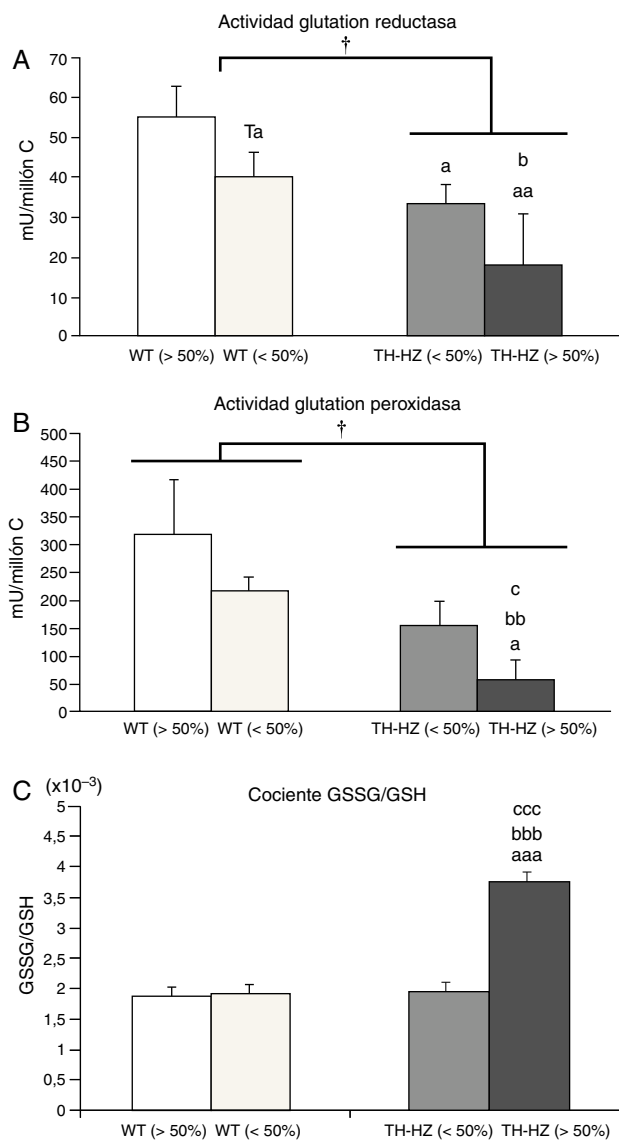 Actividad glutation reductasa
A
†
70
60
50
40
30
20
10
0
mU/millón C
Ta
a
b
aa
WT (> 50%) WT (< 50%) TH-HZ (< 50%) TH-HZ (> 50%)
B
Actividad glutation peroxidasa
†
500
450
400
350
300
250
200
150
100
50
0
mU/millón C
c
bb
a
WT (> 50%) WT (< 50%) TH-HZ (< 50%) TH-HZ (> 50%)
C (x10–3)
Cociente GSSG/GSH
5
4,5
4
3,5
3
2,5
2
1,5
1
0,5
0
GSSG/GSH
ccc
bbb
aaa
WT (> 50%) WT (< 50%) TH-HZ (< 50%) TH-HZ (> 50%)